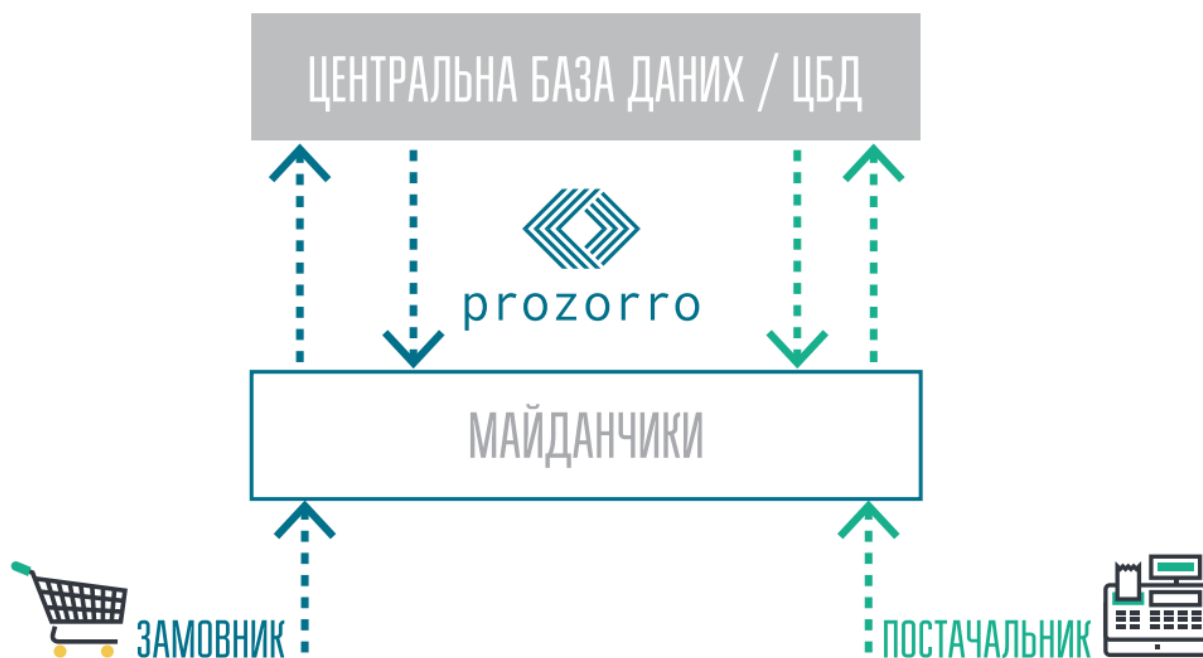 ЦЕНТРАЛЬНА БАЗА ДАНИХ / ЦБД
prozorro
МАЙДАНЧИКИ
ЗАМОВНИК
ПОСТАЧАЛЬНИК